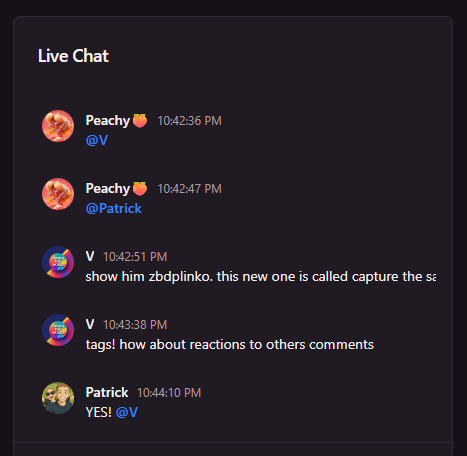 Live Chat
Peachy🍑 10:42:36 PM
@V
Peachy🍑 10:42:47 PM
@Patrick
V 10:42:51 PM
show him zbdplinko. this new one is called capture the sa
V 10:43:38 PM
tags! how about reactions to others comments
Patrick 10:44:10 PM
YES! @V